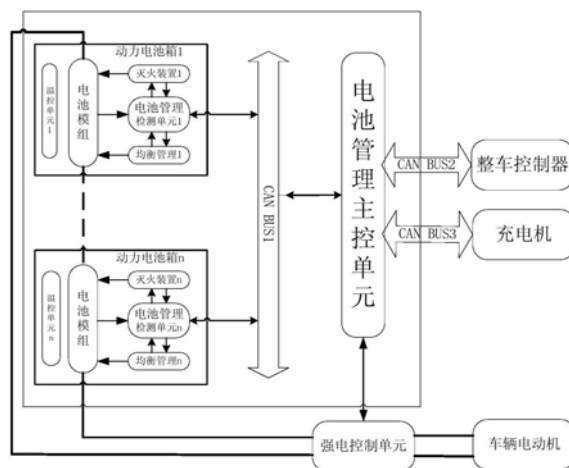 动力电池箱1
温控单元1
电池模组
灭火装置1
电池管理
检测单元1
均衡管理1
动力电池箱n
温控单元n
电池模组
灭火装置n
电池管理
检测单元n
均衡管理n
CAN BUS1
电池管理主控单元
CAN BUS2
整车控制器
CAN BUS3
充电机
强电控制单元
车辆电动机